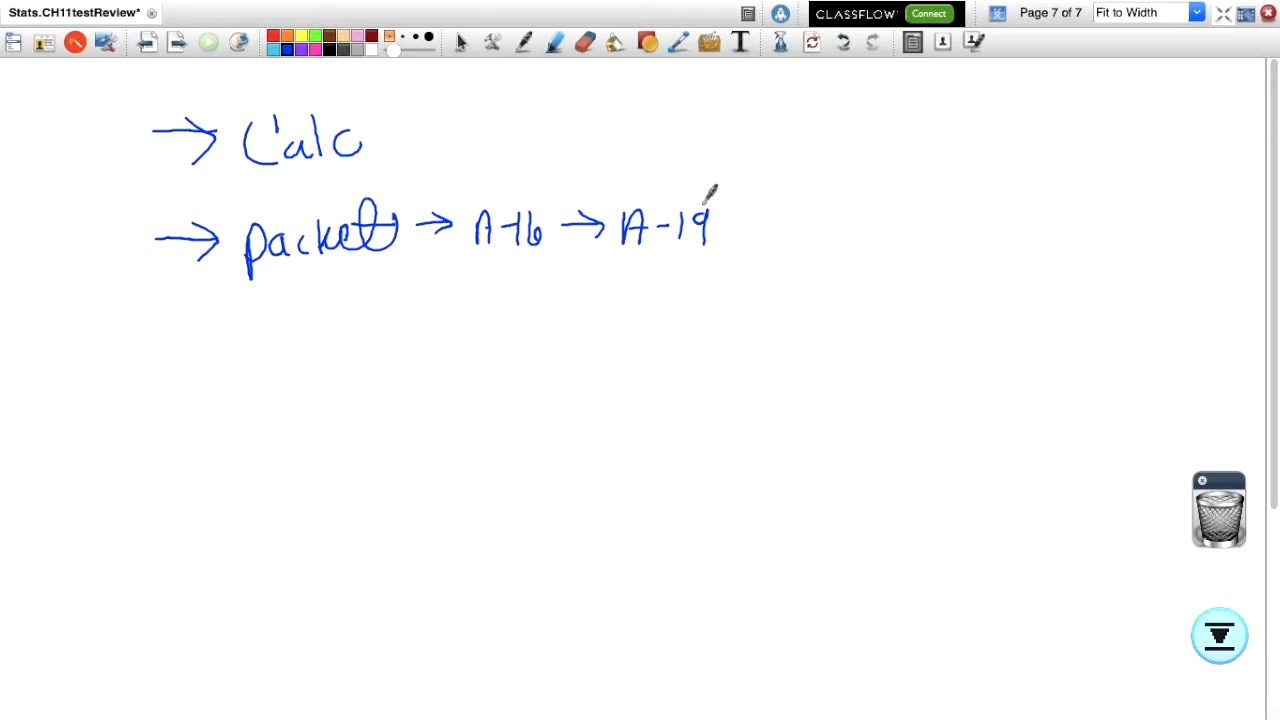 Stats.CH11testReview*
CLASSFLOW Connect
Page 7 of 7
Fit to Width
→ Calc
→ packet → A-16 → A-19